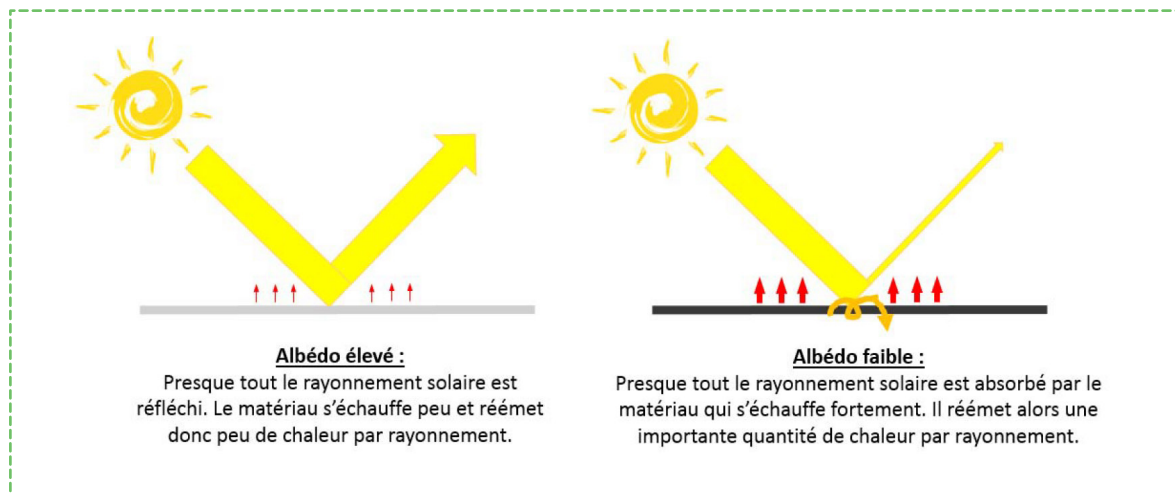 Albédo élevé :
Presque tout le rayonnement solaire est
réfléchi. Le matériau s’échauffe peu et réémet
donc peu de chaleur par rayonnement.
Albédo faible :
Presque tout le rayonnement solaire est absorbé par le
matériau qui s’échauffe fortement. Il réémet alors une
importante quantité de chaleur par rayonnement.